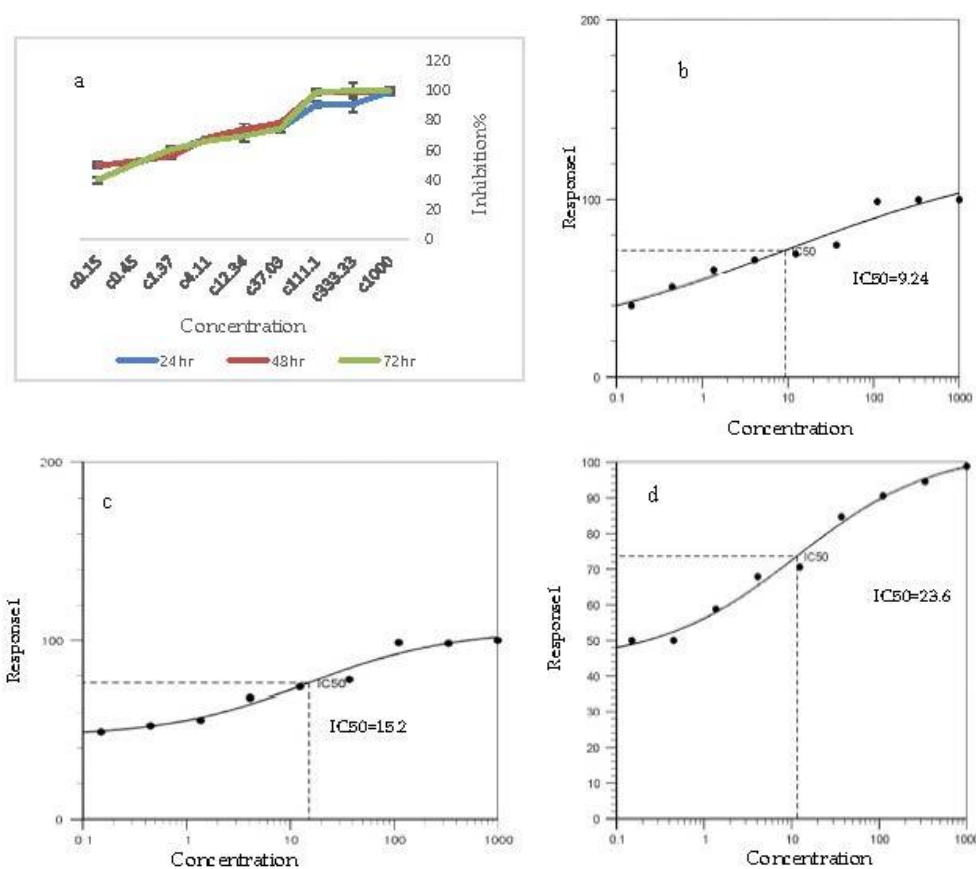 a
120
100
80
60
40
20
0
Inhibition%
c0.15
c0.45
c1.37
c4.11
c12.34
c37.03
c111.1
c333.33
c1000
Concentration
24hr 48hr 72hr
b
200
100
0
Response1
IC50
IC50=9.24
0.1 1 10 100 1000
Concentration
c
200
100
0
Response1
IC50
IC50=15.2
0.1 1 10 100 1000
Concentration
d
100
90
80
70
60
50
40
30
20
10
0
Response1
IC50
IC50=23.6
0.1 1 10 100 1000
Concentration